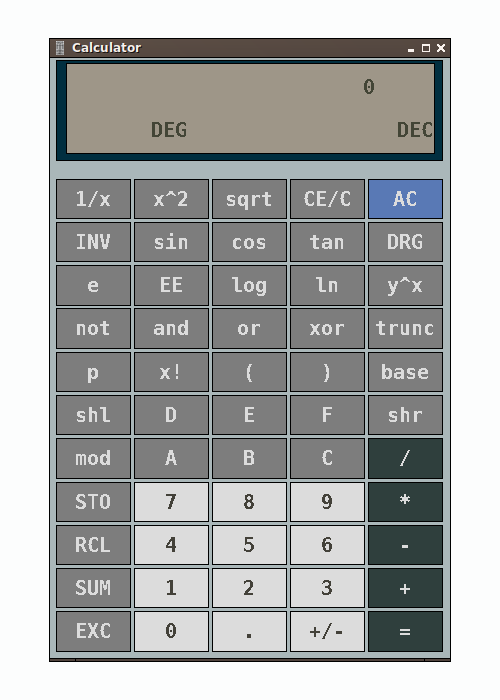 Calculator
0
DEG DEC
1/x x^2 sqrt CE/C AC
INV sin cos tan DRG
e EE log ln y^x
not and or xor trunc
p x! ( ) base
shl D E F shr
mod A B C /
STO 7 8 9 *
RCL 4 5 6 -
SUM 1 2 3 +
EXC 0 . +/- =